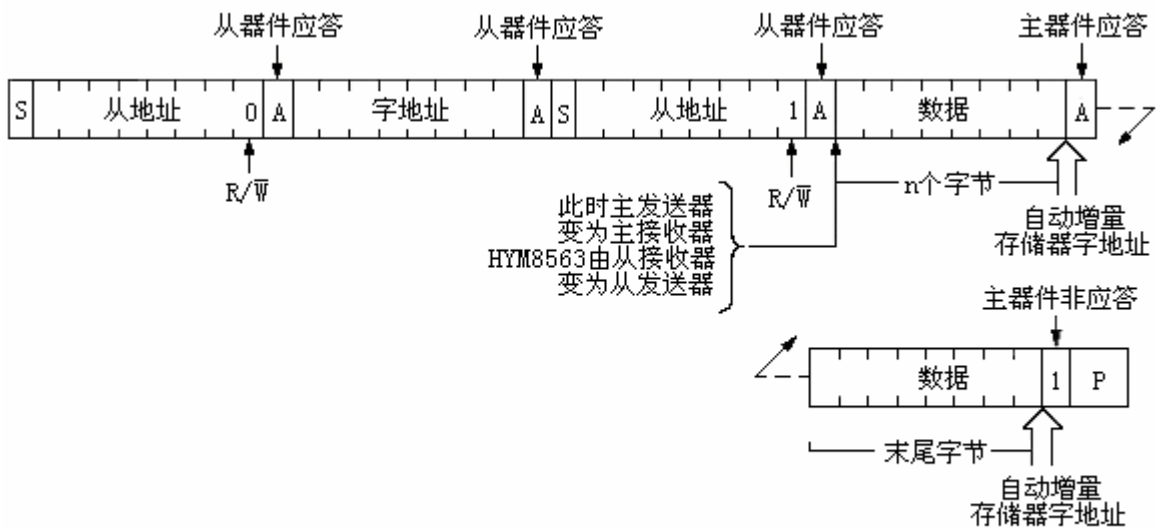 从器件应答 从器件应答 从器件应答 主器件应答
S 从地址 0 A 字地址 A S 从地址 1 A 数据 A
R/W̅ R/W̅
n个字节
此时主发送器
变为主接收器
HYM8563由从接收器
变为从发送器
自动增量
存储器字地址
主器件非应答
数据 1 P
末尾字节
自动增量
存储器字地址